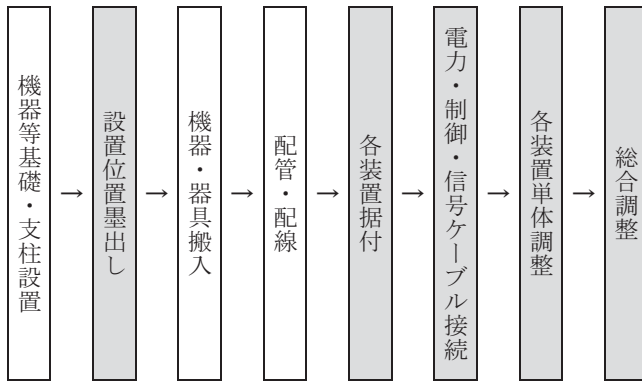 機器等基礎・支柱設置
→
設置位置墨出し
→
機器・器具搬入
→
配管・配線
→
各装置据付
→
電力・制御・信号ケーブル接続
→
各装置単体調整
→
総合調整